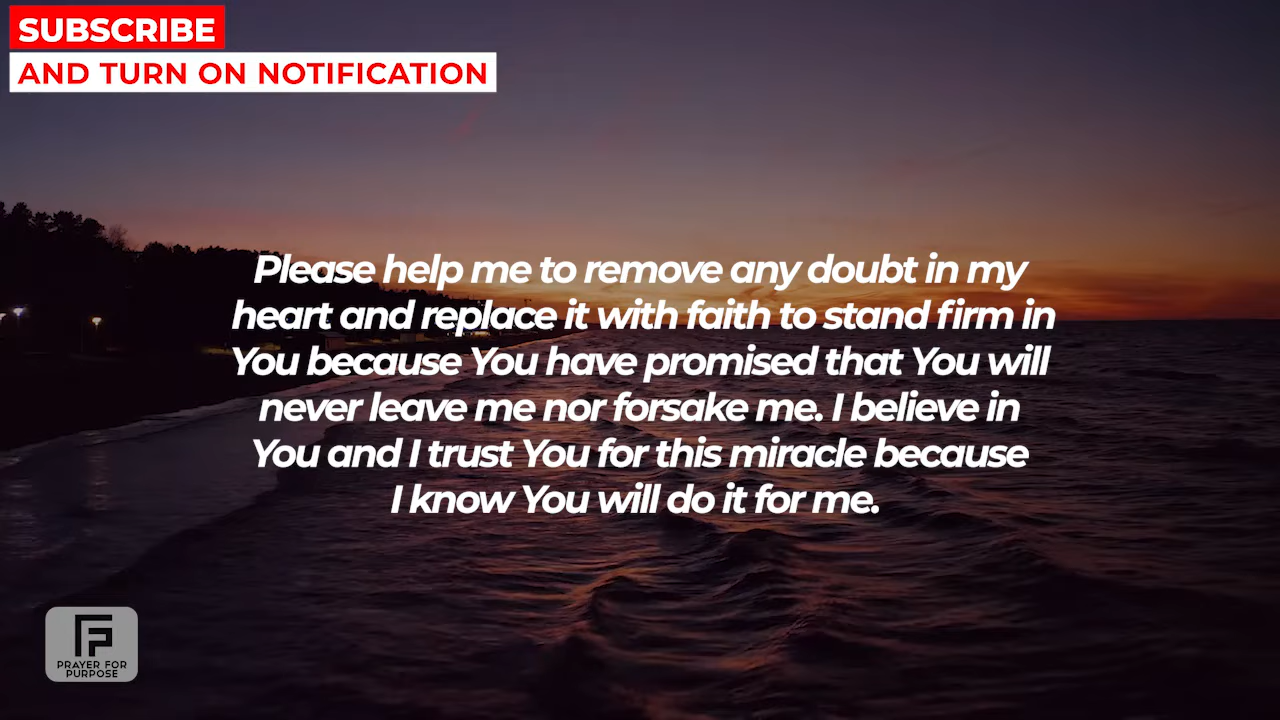 SUBSCRIBE
AND TURN ON NOTIFICATION
Please help me to remove any doubt in my
heart and replace it with faith to stand firm in
You because You have promised that You will
never leave me nor forsake me. I believe in
You and I trust You for this miracle because
I know You will do it for me.
PRAYER FOR
PURPOSE